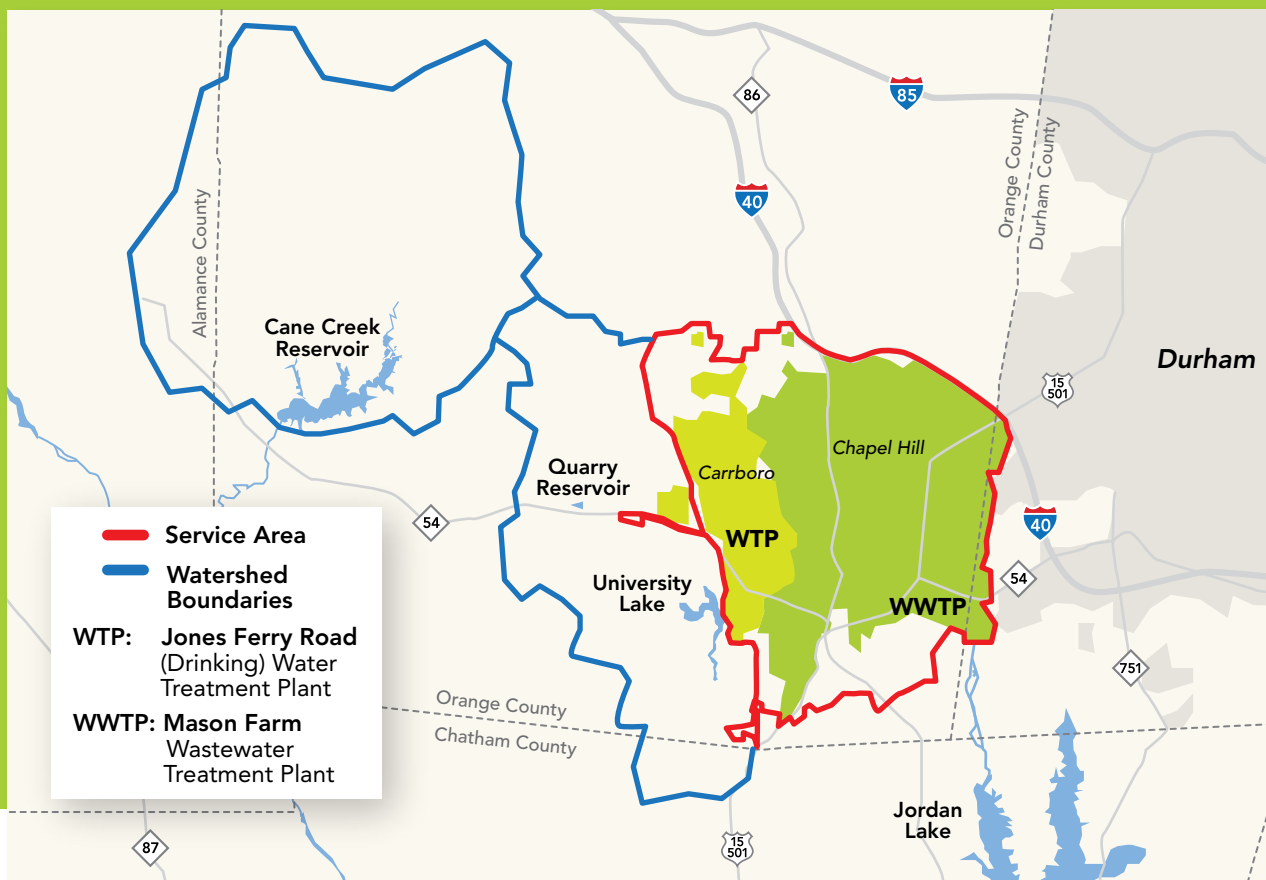 86
85
40
Orange County
Durham County
Alamance County
Cane Creek
Reservoir
Durham
15
501
Chapel Hill
Carrboro
Quarry
Reservoir
54
40
WTP
University
Lake
54
WWTP
751
Service Area
Watershed
Boundaries
WTP: Jones Ferry Road
(Drinking) Water
Treatment Plant
WWTP: Mason Farm
Wastewater
Treatment Plant
Orange County
Chatham County
Jordan
Lake
87
15
501